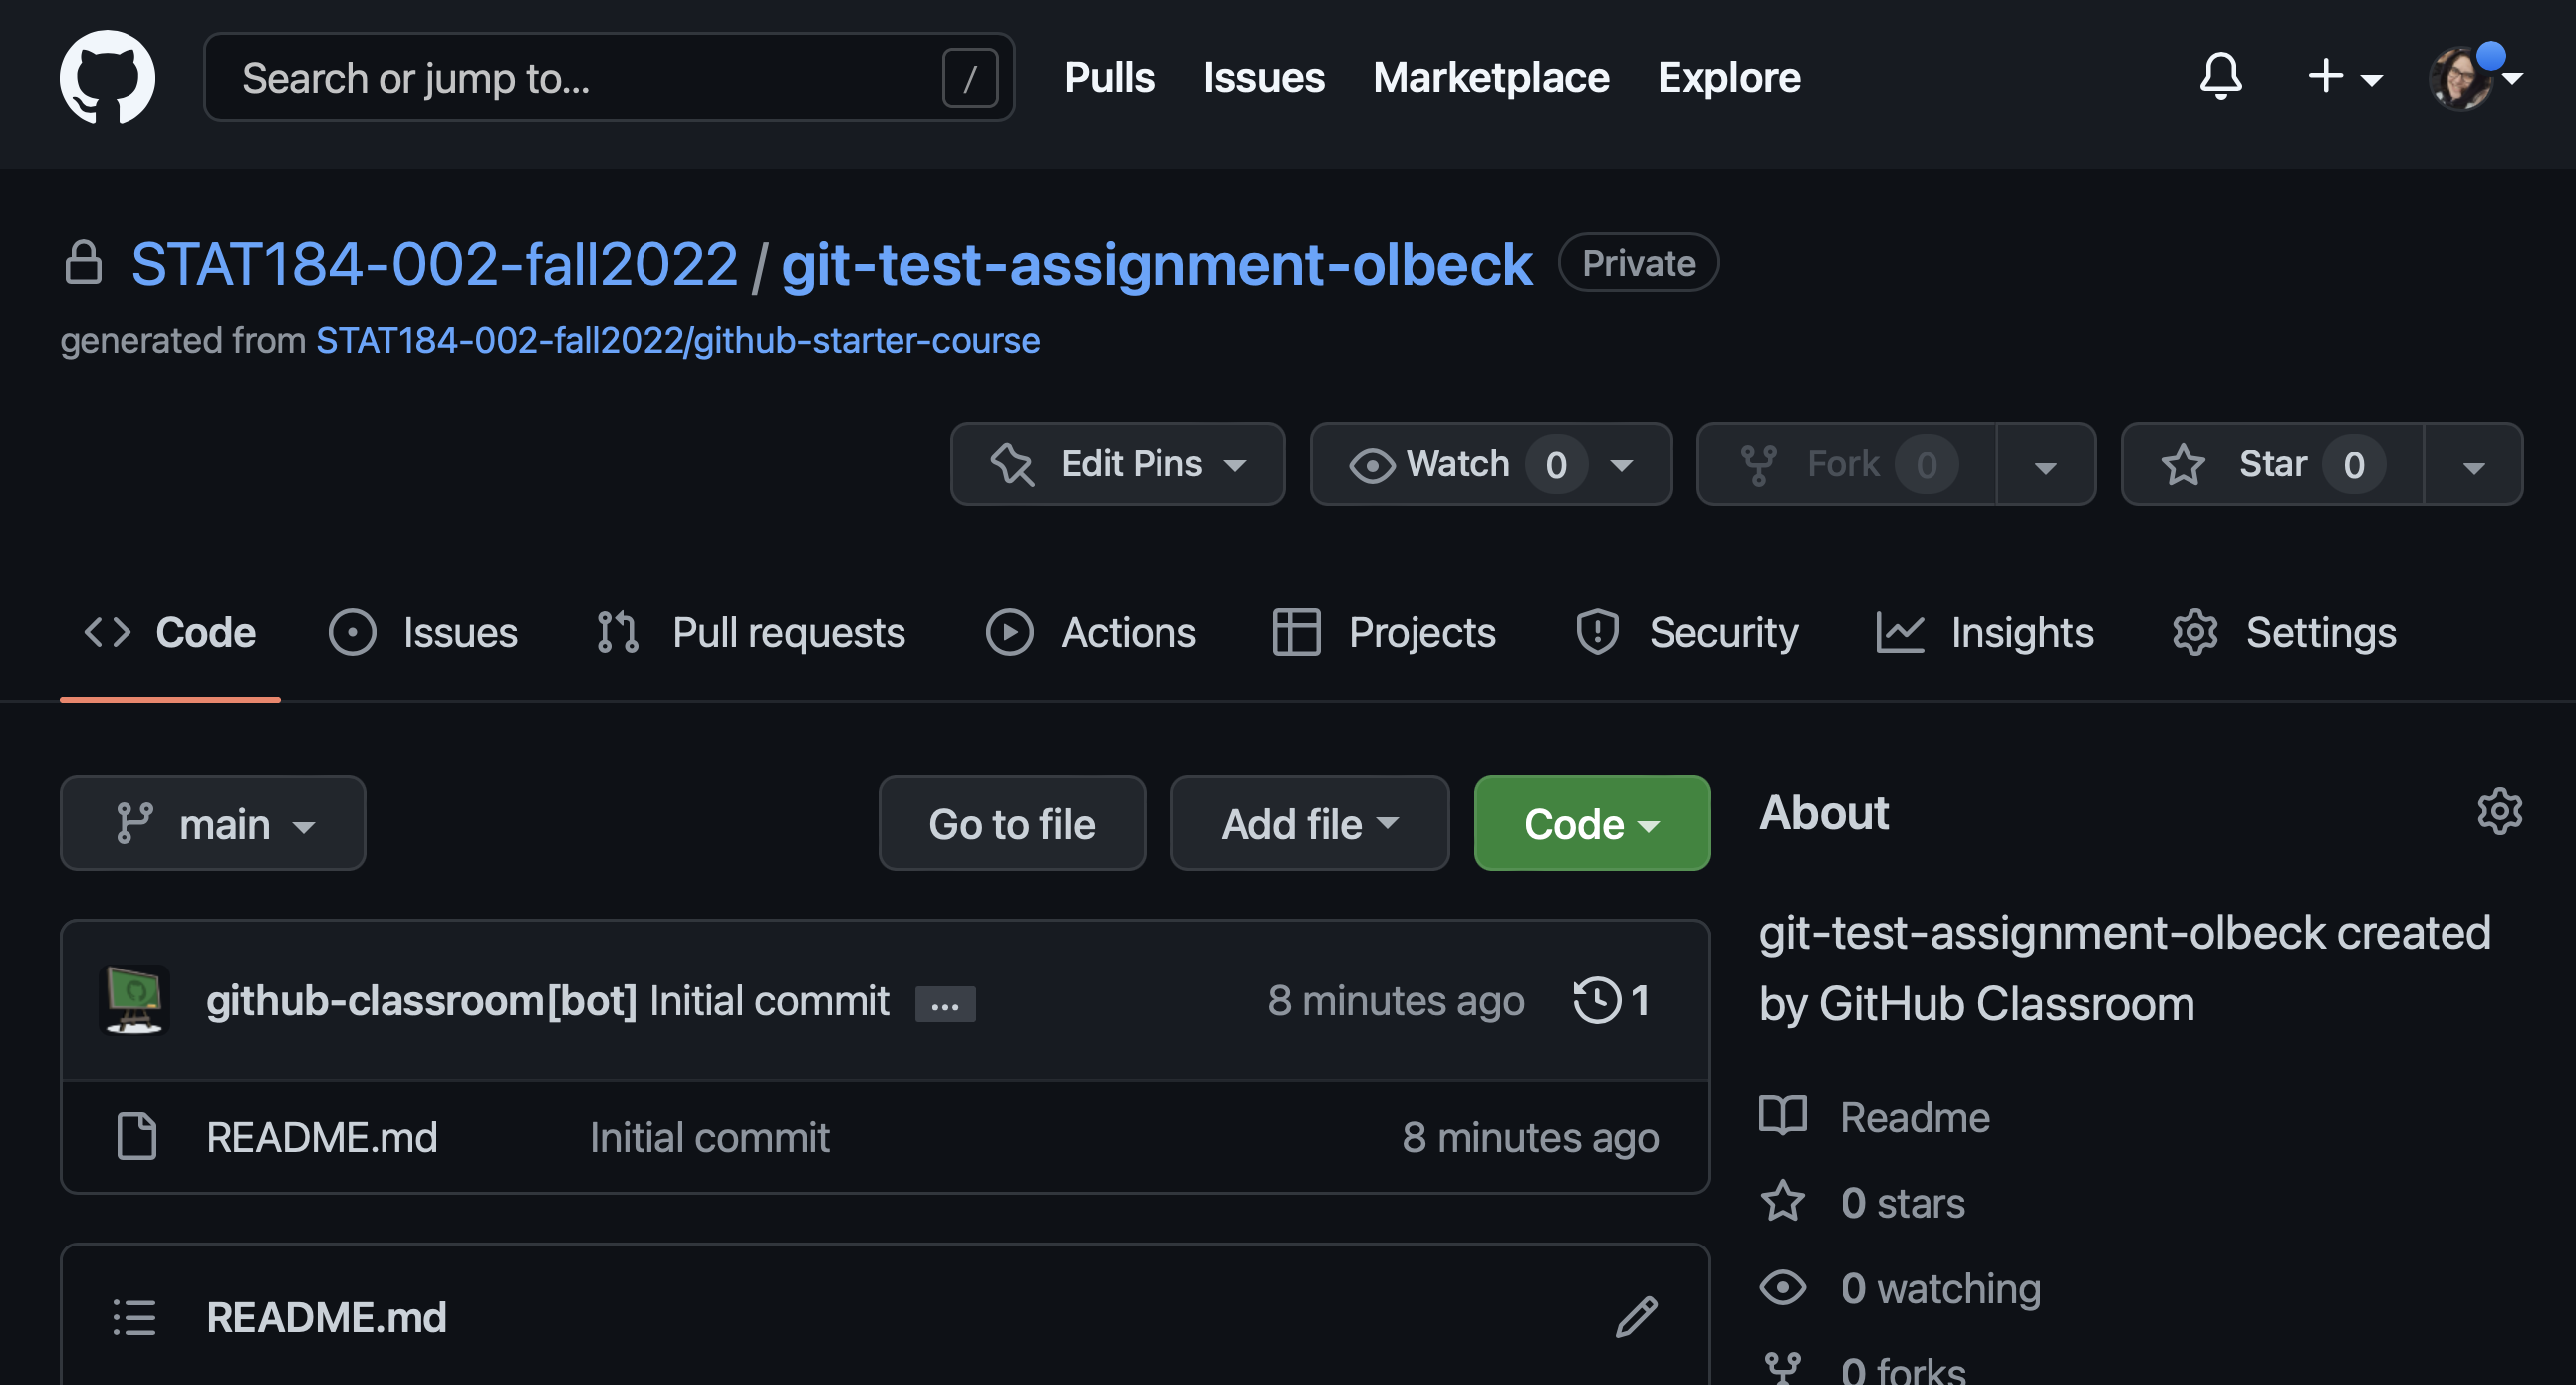 Search or jump to... /
Pulls Issues Marketplace Explore
STAT184-002-fall2022 / git-test-assignment-olbeck Private
generated from STAT184-002-fall2022/github-starter-course
Edit Pins Watch 0 Fork 0 Star 0
Code Issues Pull requests Actions Projects Security Insights Settings
main Go to file Add file Code
About
git-test-assignment-olbeck created
by GitHub Classroom
github-classroom[bot] Initial commit ... 8 minutes ago 1
README.md Initial commit 8 minutes ago
Readme
0 stars
0 watching
0 forks
README.md